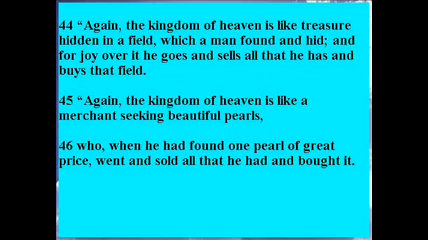 44 “Again, the kingdom of heaven is like treasure
hidden in a field, which a man found and hid; and
for joy over it he goes and sells all that he has and
buys that field.
45 “Again, the kingdom of heaven is like a
merchant seeking beautiful pearls,
46 who, when he had found one pearl of great
price, went and sold all that he had and bought it.